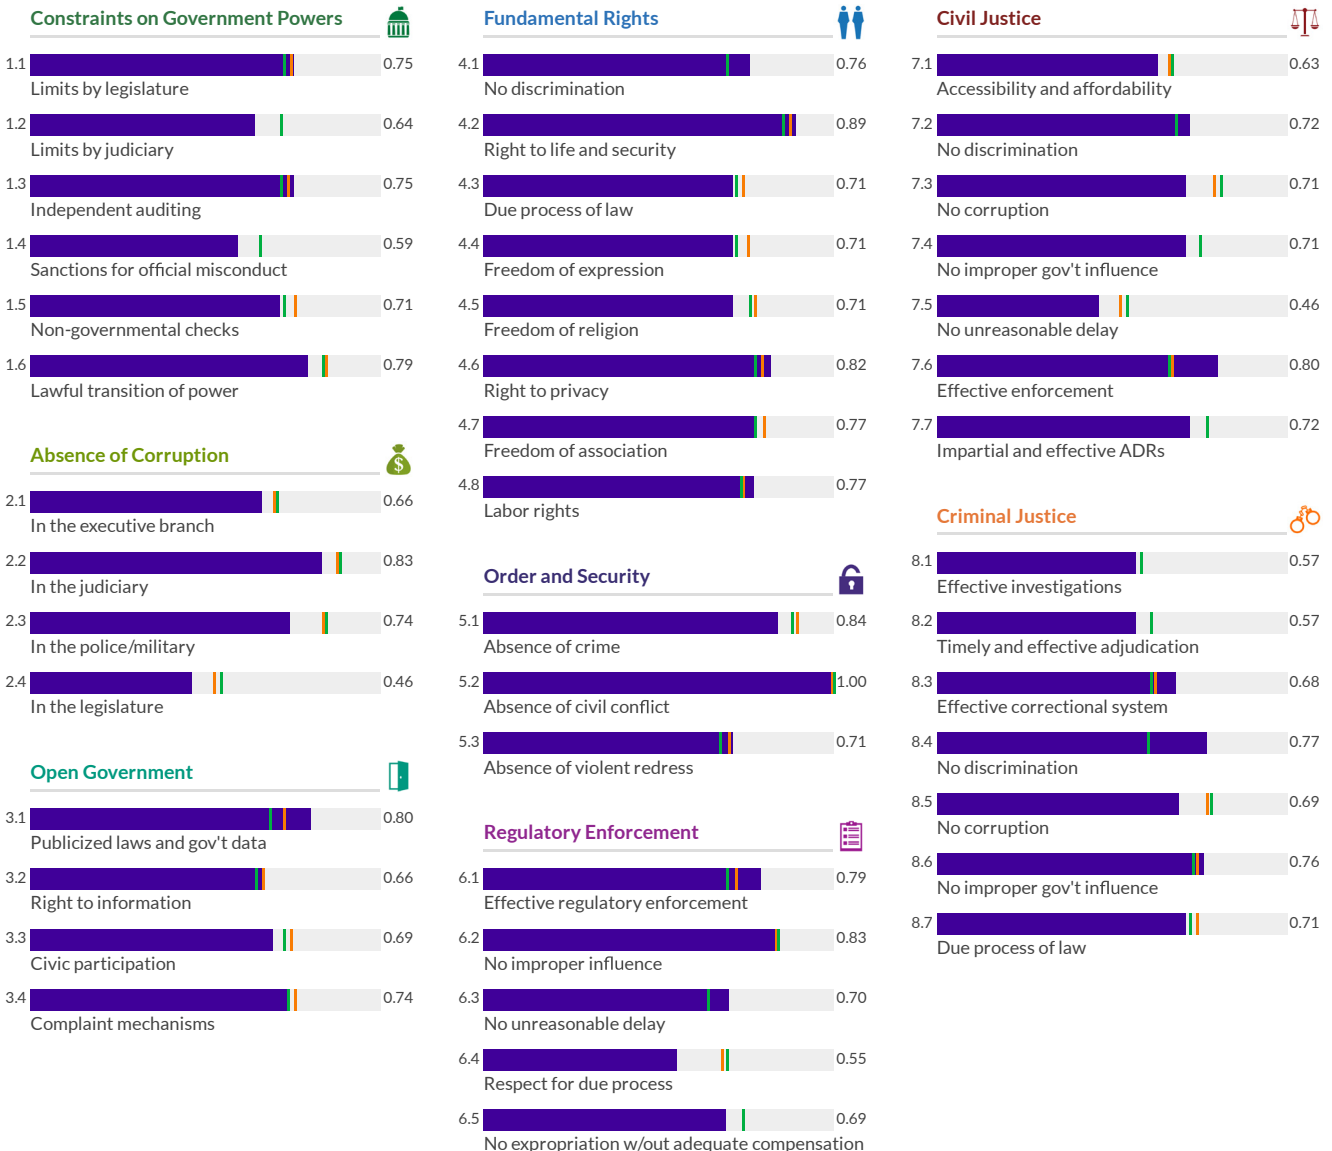 Constraints on Government Powers
1.1 0.75
Limits by legislature
1.2 0.64
Limits by judiciary
1.3 0.75
Independent auditing
1.4 0.59
Sanctions for official misconduct
1.5 0.71
Non-governmental checks
1.6 0.79
Lawful transition of power
Absence of Corruption
$
2.1 0.66
In the executive branch
2.2 0.83
In the judiciary
2.3 0.74
In the police/military
2.4 0.46
In the legislature
Open Government
3.1 0.80
Publicized laws and gov't data
3.2 0.66
Right to information
3.3 0.69
Civic participation
3.4 0.74
Complaint mechanisms
Fundamental Rights
4.1 0.76
No discrimination
4.2 0.89
Right to life and security
4.3 0.71
Due process of law
4.4 0.71
Freedom of expression
4.5 0.71
Freedom of religion
4.6 0.82
Right to privacy
4.7 0.77
Freedom of association
4.8 0.77
Labor rights
Order and Security
5.1 0.84
Absence of crime
5.2 1.00
Absence of civil conflict
5.3 0.71
Absence of violent redress
Regulatory Enforcement
6.1 0.79
Effective regulatory enforcement
6.2 0.83
No improper influence
6.3 0.70
No unreasonable delay
6.4 0.55
Respect for due process
6.5 0.69
No expropriation w/out adequate compensation
Civil Justice
7.1 0.63
Accessibility and affordability
7.2 0.72
No discrimination
7.3 0.71
No corruption
7.4 0.71
No improper gov't influence
7.5 0.46
No unreasonable delay
7.6 0.80
Effective enforcement
7.7 0.72
Impartial and effective ADRs
Criminal Justice
8.1 0.57
Effective investigations
8.2 0.57
Timely and effective adjudication
8.3 0.68
Effective correctional system
8.4 0.77
No discrimination
8.5 0.69
No corruption
8.6 0.76
No improper gov't influence
8.7 0.71
Due process of law